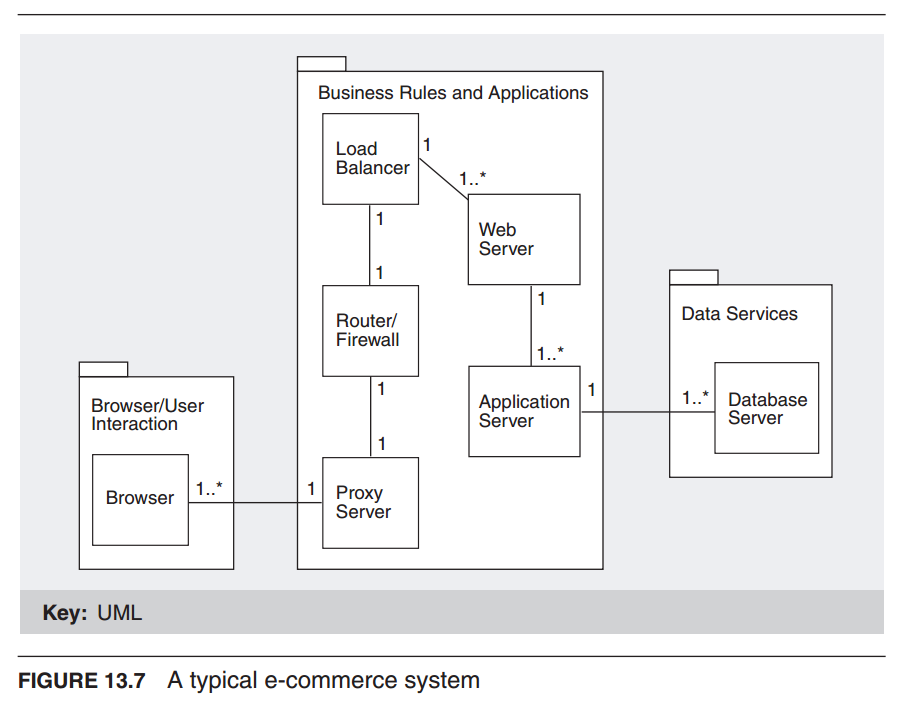 Business Rules and Applications
Load
Balancer
1
1..*
Web
Server
1
1
Router/
Firewall
1
1..*
1
1
Application
Server
1
1..*
Data Services
Database
Server
Browser/User
Interaction
Browser
1..*
1
Proxy
Server
Key: UML
FIGURE 13.7 A typical e-commerce system